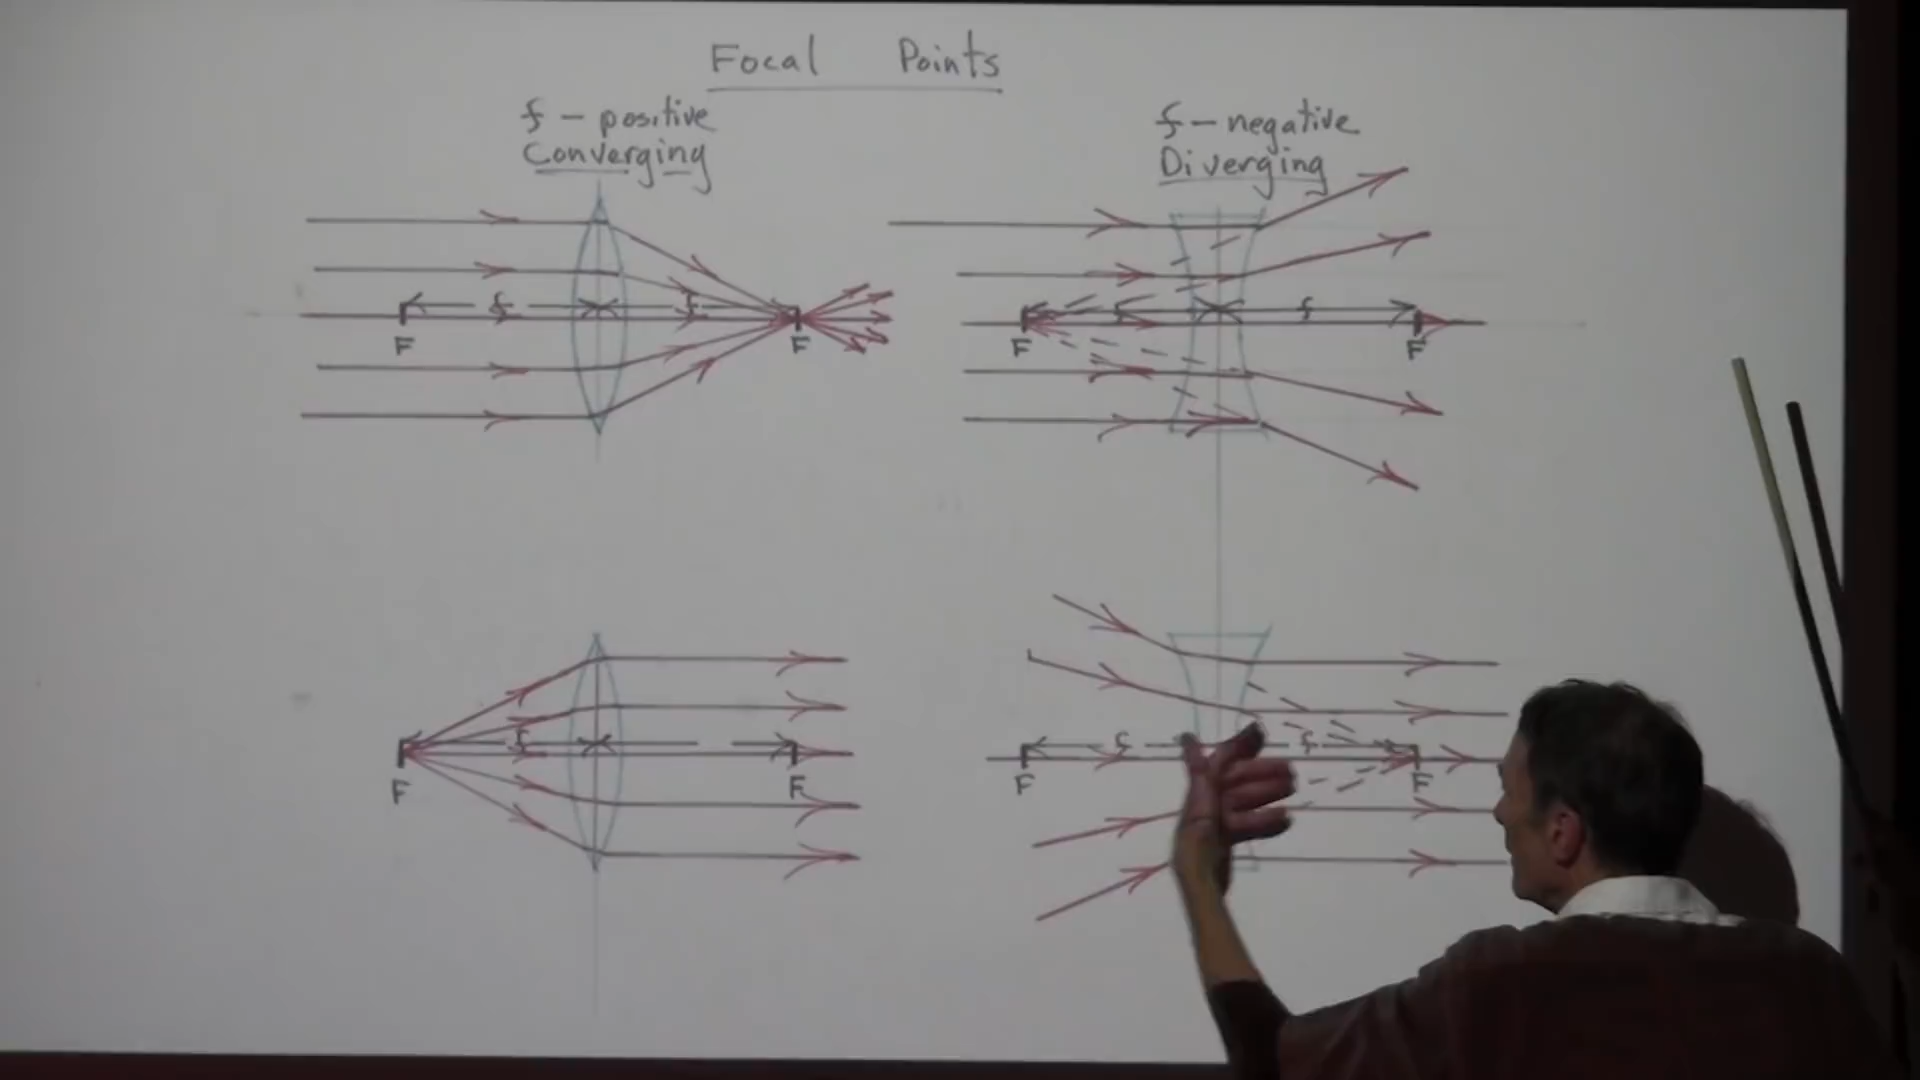 Focal Points
f - positive
Converging
f - negative
Diverging
f f
F F
f f
F F
f
F F
f f
F F